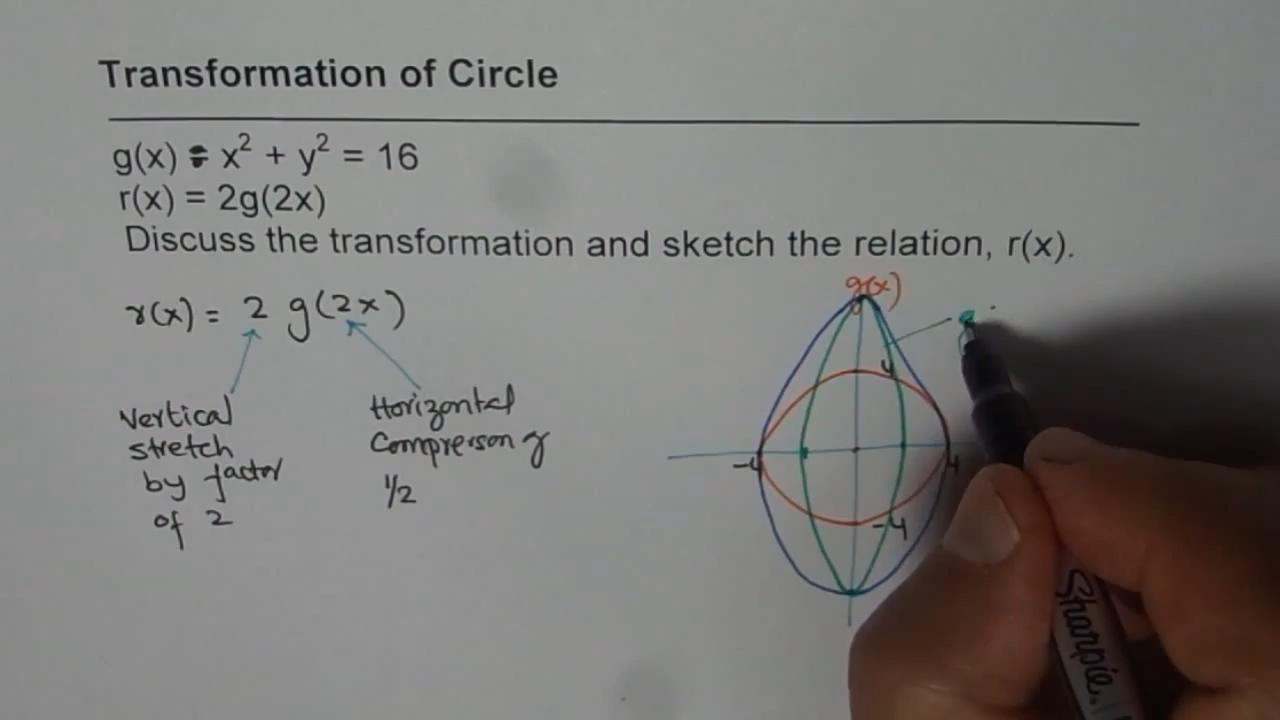 Transformation of Circle
g(x) = x² + y² = 16
r(x) = 2g(2x)
Discuss the transformation and sketch the relation, r(x).
r(x) = 2 g(2x)
Vertical
stretch
by factor
of 2
Horizontal
Compresson of
1/2
g(x)
4
-4
4
-4
Sharpie.